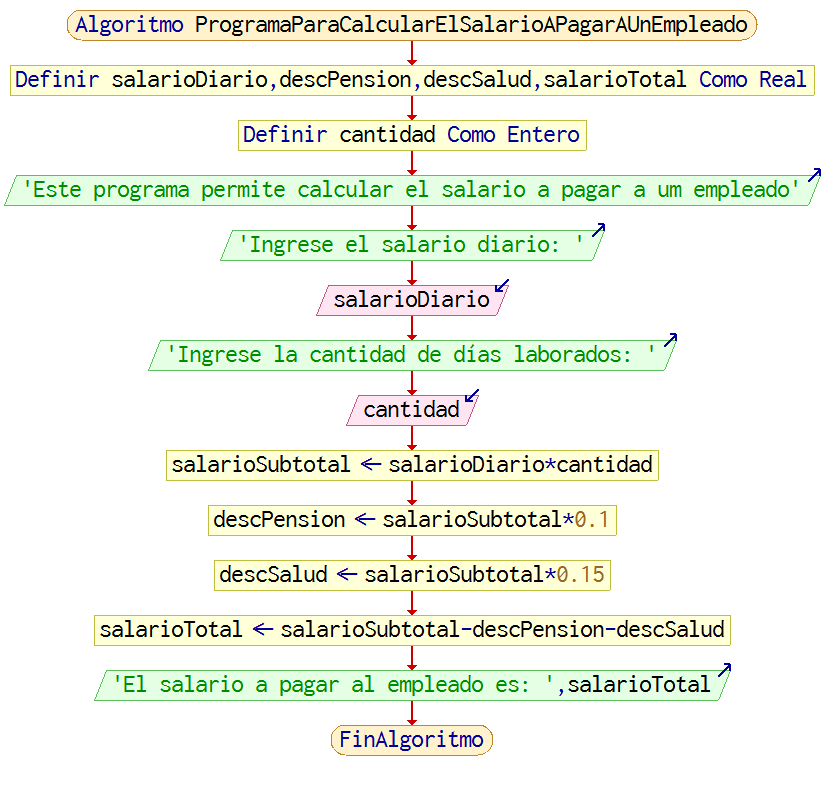 Algoritmo ProgramaParaCalcularElSalarioAPagarAUnEmpleado
Definir salarioDiario,descPension,descSalud,salarioTotal Como Real
Definir cantidad Como Entero
'Este programa permite calcular el salario a pagar a um empleado'
'Ingrese el salario diario: '
salarioDiario
'Ingrese la cantidad de días laborados: '
cantidad
salarioSubtotal ← salarioDiario*cantidad
descPension ← salarioSubtotal*0.1
descSalud ← salarioSubtotal*0.15
salarioTotal ← salarioSubtotal-descPension-descSalud
'El salario a pagar al empleado es: ',salarioTotal
FinAlgoritmo